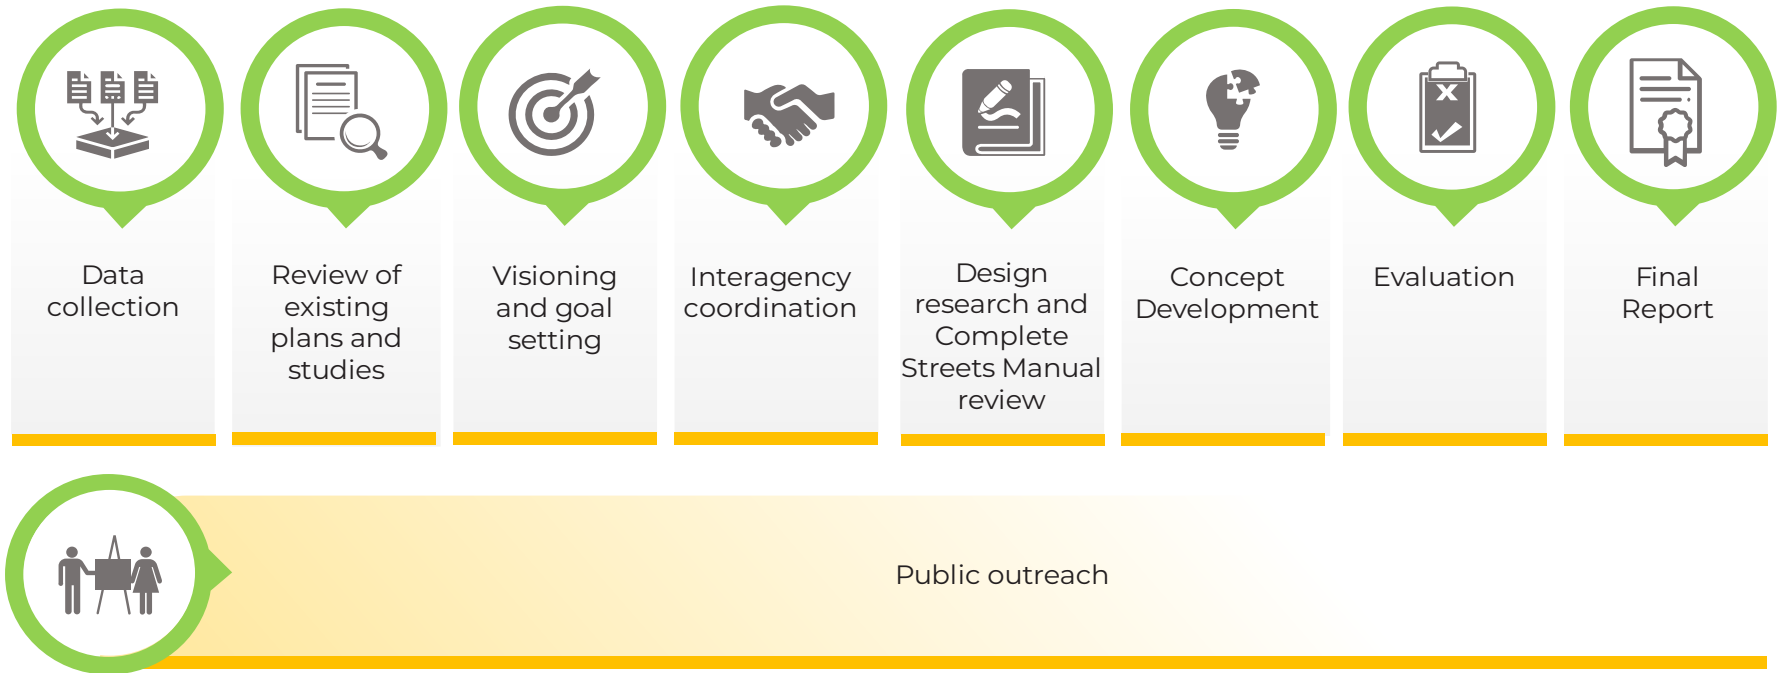 Data
collection
Review of
existing
plans and
studies
Visioning
and goal
setting
Interagency
coordination
Design
research and
Complete
Streets Manual
review
Concept
Development
Evaluation
Final
Report
Public outreach